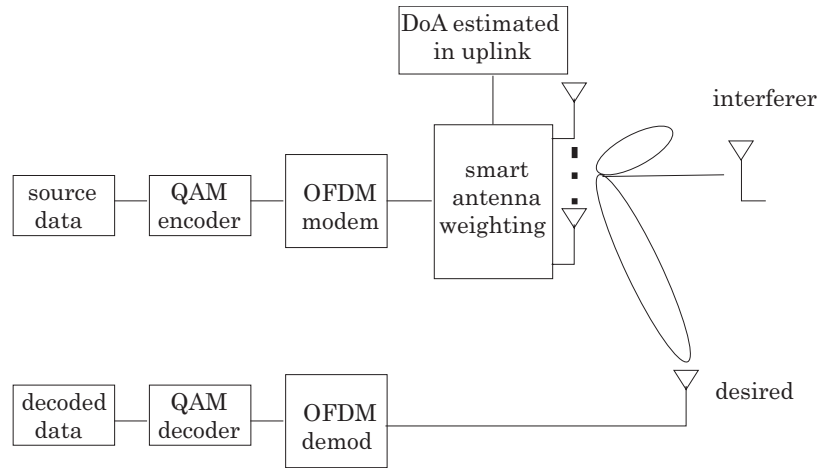 DoA estimated
in uplink
interferer
source
data
QAM
encoder
OFDM
modem
smart
antenna
weighting
decoded
data
QAM
decoder
OFDM
demod
desired